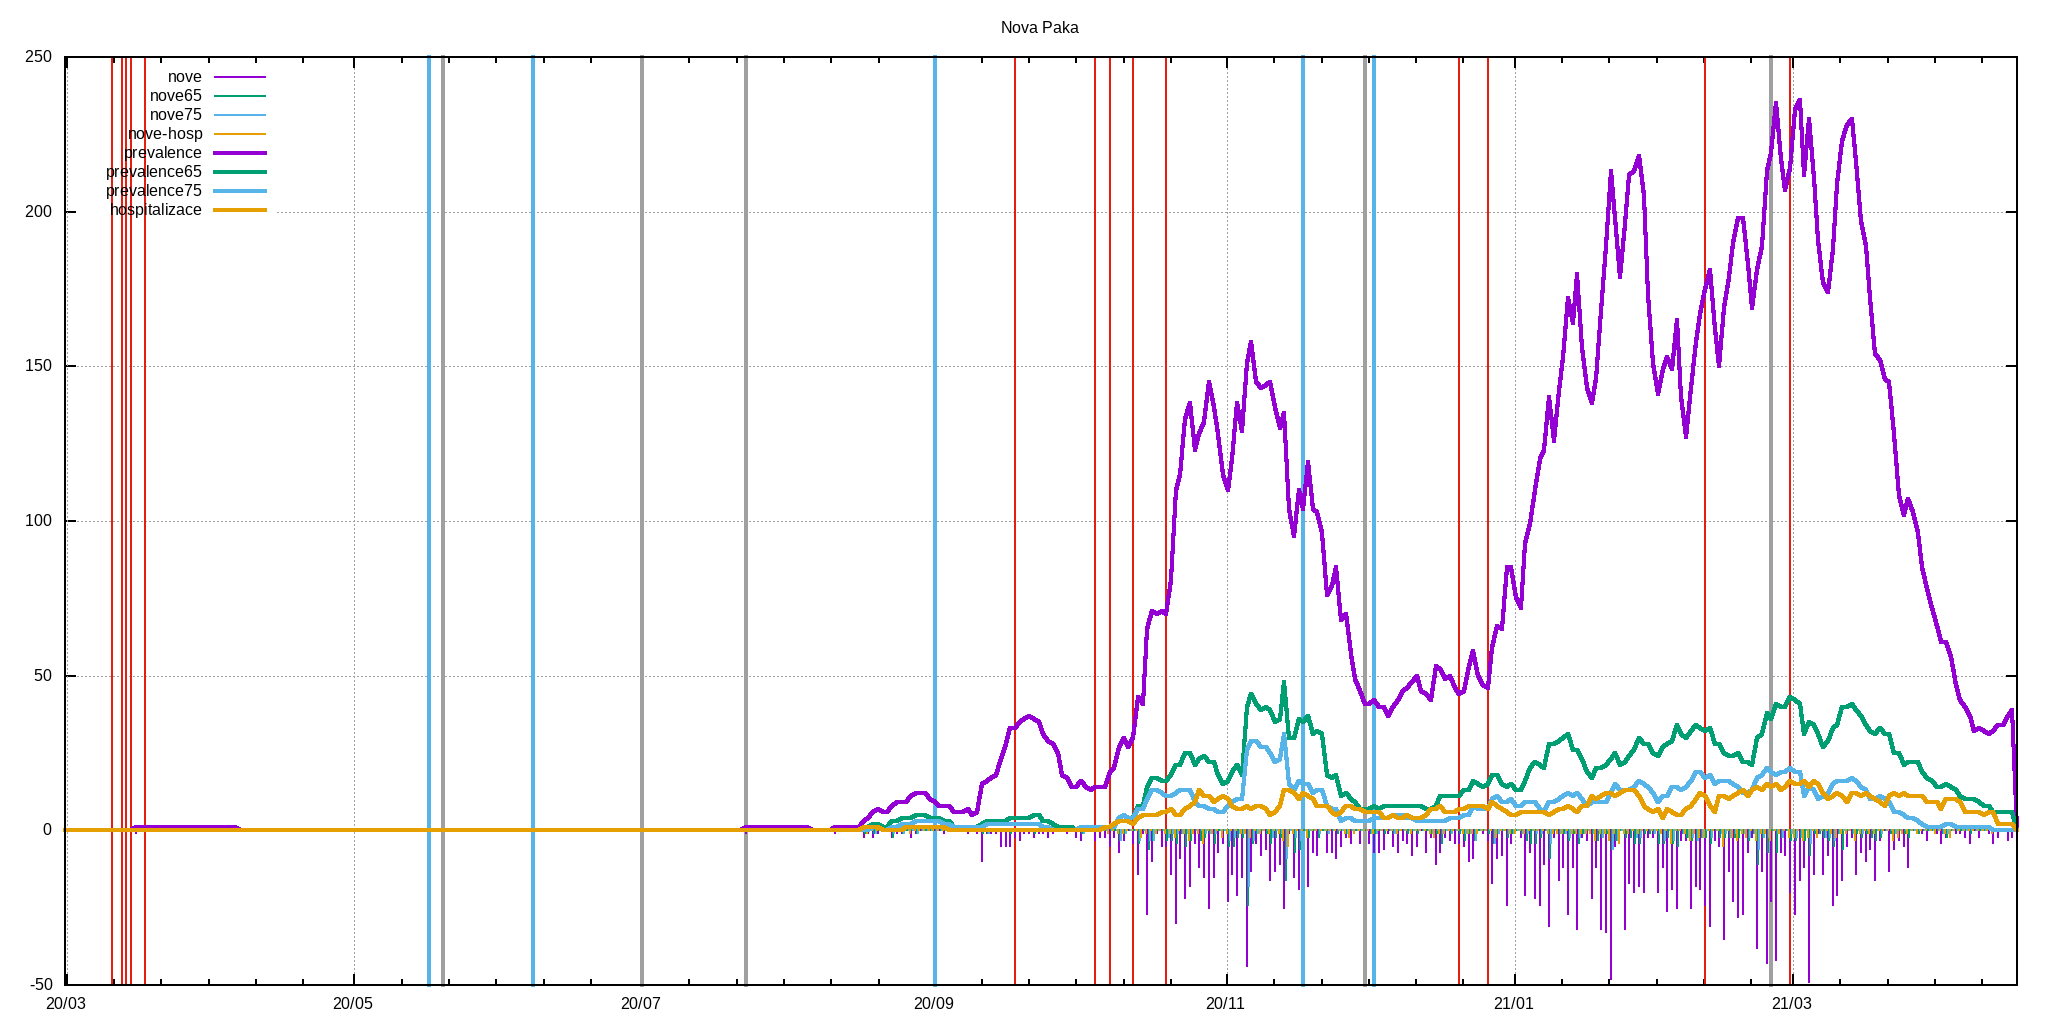 Nova Paka
250
200
150
100
50
0
-50
nove
nove65
nove75
nove-hosp
prevalence
prevalence65
prevalence75
hospitalizace
20/03 20/05 20/07 20/09 20/11 21/01 21/03